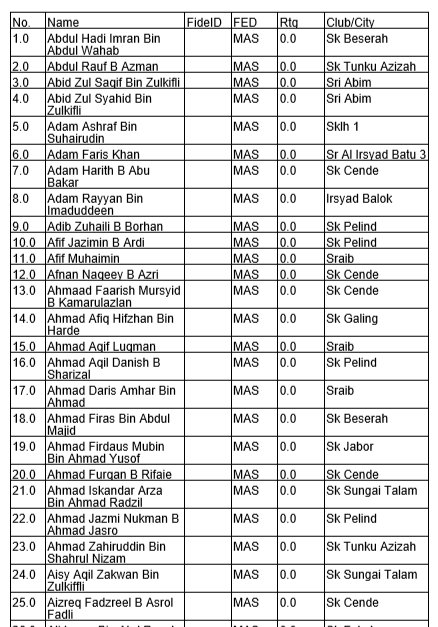 No. Name FideID FED Rtg Club/City
1.0 Abdul Hadi Imran Bin MAS 0.0 Sk Beserah
Abdul Wahab
2.0 Abdul Rauf B Azman MAS 0.0 Sk Tunku Azizah
3.0 Abid Zul Saqif Bin Zulkifli MAS 0.0 Sri Abim
4.0 Abid Zul Syahid Bin MAS 0.0 Sri Abim
Zulkifli
5.0 Adam Ashraf Bin MAS 0.0 Sklh 1
Suhairudin
6.0 Adam Faris Khan MAS 0.0 Sr Al Irsyad Batu 3
7.0 Adam Harith B Abu MAS 0.0 Sk Cende
Bakar
8.0 Adam Rayyan Bin MAS 0.0 Irsyad Balok
Imaduddeen
9.0 Adib Zuhaili B Borhan MAS 0.0 Sk Pelind
10.0 Afif Jazimin B Ardi MAS 0.0 Sk Pelind
11.0 Afif Muhaimin MAS 0.0 Sraib
12.0 Afnan Naqeey B Azri MAS 0.0 Sk Cende
13.0 Ahmaad Faarish Mursyid MAS 0.0 Sk Cende
B Kamarulazlan
14.0 Ahmad Afiq Hifzhan Bin MAS 0.0 Sk Galing
Harde
15.0 Ahmad Aqif Luqman MAS 0.0 Sraib
16.0 Ahmad Aqil Danish B MAS 0.0 Sk Pelind
Sharizal
17.0 Ahmad Daris Amhar Bin MAS 0.0 Sraib
Ahmad
18.0 Ahmad Firas Bin Abdul MAS 0.0 Sk Beserah
Majid
19.0 Ahmad Firdaus Mubin MAS 0.0 Sk Jabor
Bin Ahmad Yusof
20.0 Ahmad Furqan B Rifaie MAS 0.0 Sk Cende
21.0 Ahmad Iskandar Arza MAS 0.0 Sk Sungai Talam
Bin Ahmad Radzil
22.0 Ahmad Jazmi Nukman B MAS 0.0 Sk Pelind
Ahmad Jasro
23.0 Ahmad Zahiruddin Bin MAS 0.0 Sk Tunku Azizah
Shahrul Nizam
24.0 Aisy Aqil Zakwan Bin MAS 0.0 Sk Sungai Talam
Zulkiffli
25.0 Aizreq Fadzreel B Asrol MAS 0.0 Sk Cende
Fadli